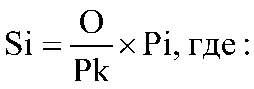 Si = O/Pk × Pi, где: